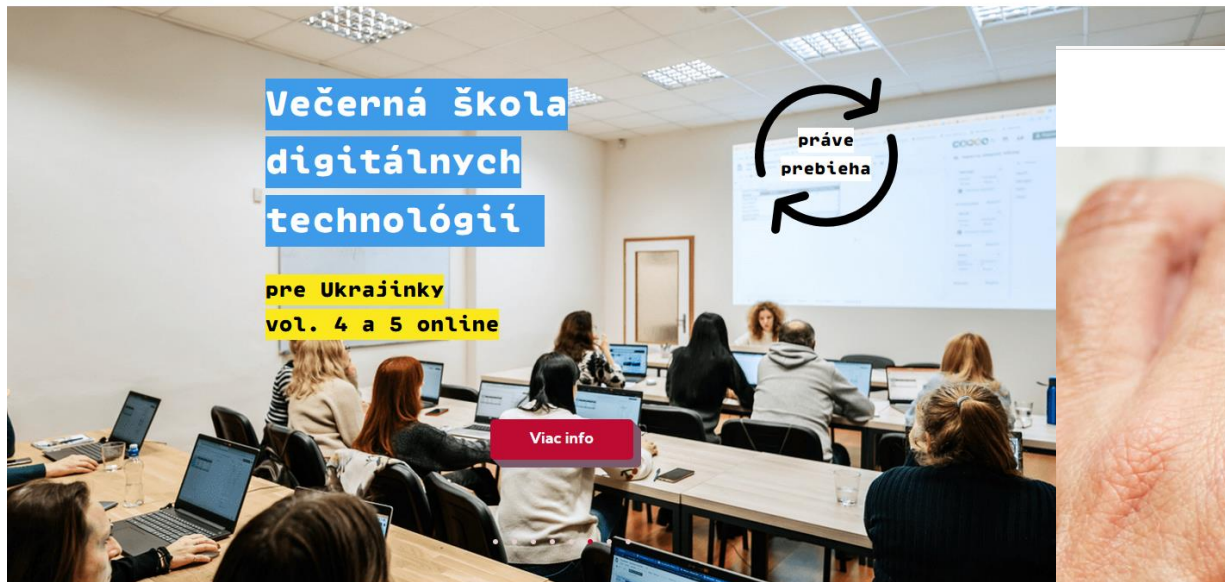 Večerná škola
digitálnych
technológií
pre Ukrajinky
vol. 4 a 5 online
práve
prebieha
Viac info